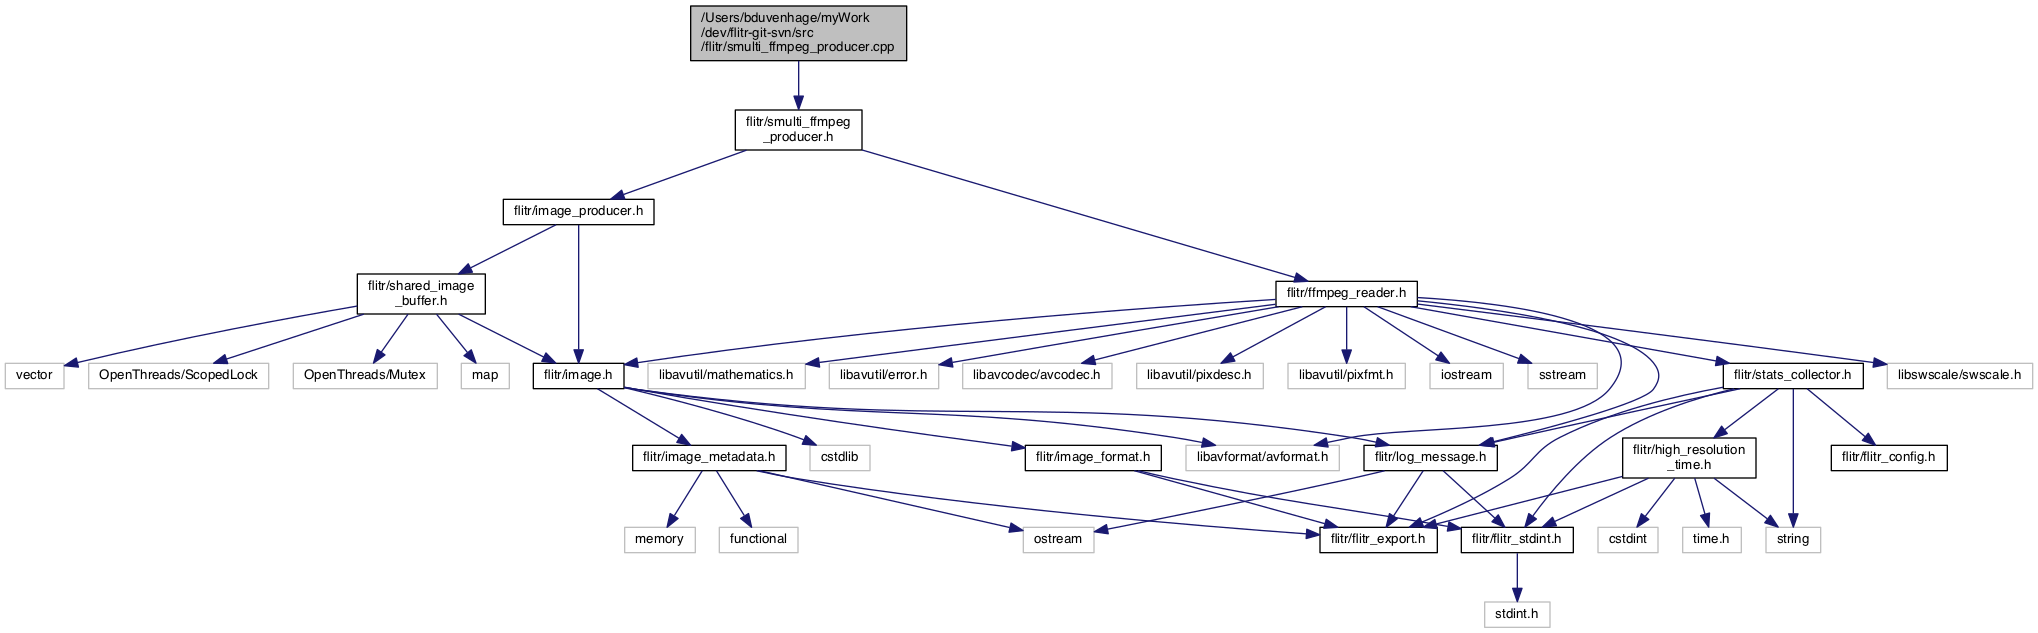 /Users/bduvenhage/myWork
/dev/flitr-git-svn/src
/flitr/smulti_ffmpeg_producer.cpp
flitr/smulti_ffmpeg
_producer.h
flitr/image_producer.h
flitr/shared_image
_buffer.h
flitr/ffmpeg_reader.h
vector
OpenThreads/ScopedLock
OpenThreads/Mutex
map
flitr/image.h
libavutil/mathematics.h
libavutil/error.h
libavcodec/avcodec.h
libavutil/pixdesc.h
libavutil/pixfmt.h
iostream
sstream
flitr/stats_collector.h
libswscale/swscale.h
flitr/image_metadata.h
cstdlib
flitr/image_format.h
libavformat/avformat.h
flitr/log_message.h
flitr/high_resolution
_time.h
flitr/flitr_config.h
memory
functional
ostream
flitr/flitr_export.h
flitr/flitr_stdint.h
cstdint
time.h
string
stdint.h